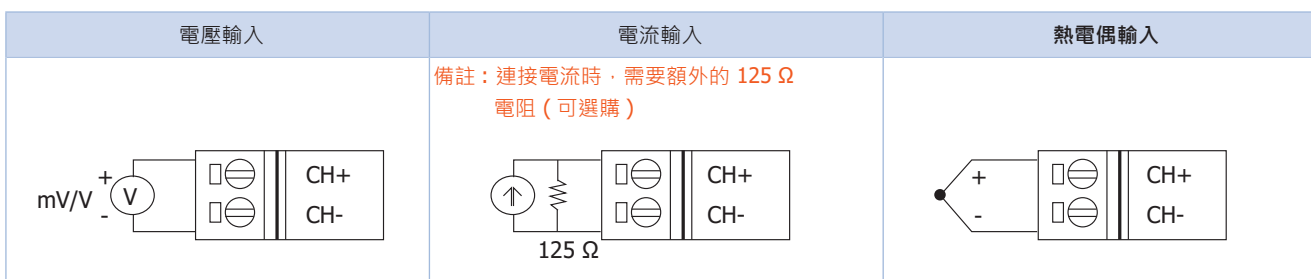 電壓輸入
電流輸入
熱電偶輸入
備註：連接電流時，需要額外的 125 Ω
電阻 ( 可選購 )
+
mV/V
V
-
CH+
CH-
CH+
CH-
125 Ω
+
-
CH+
CH-